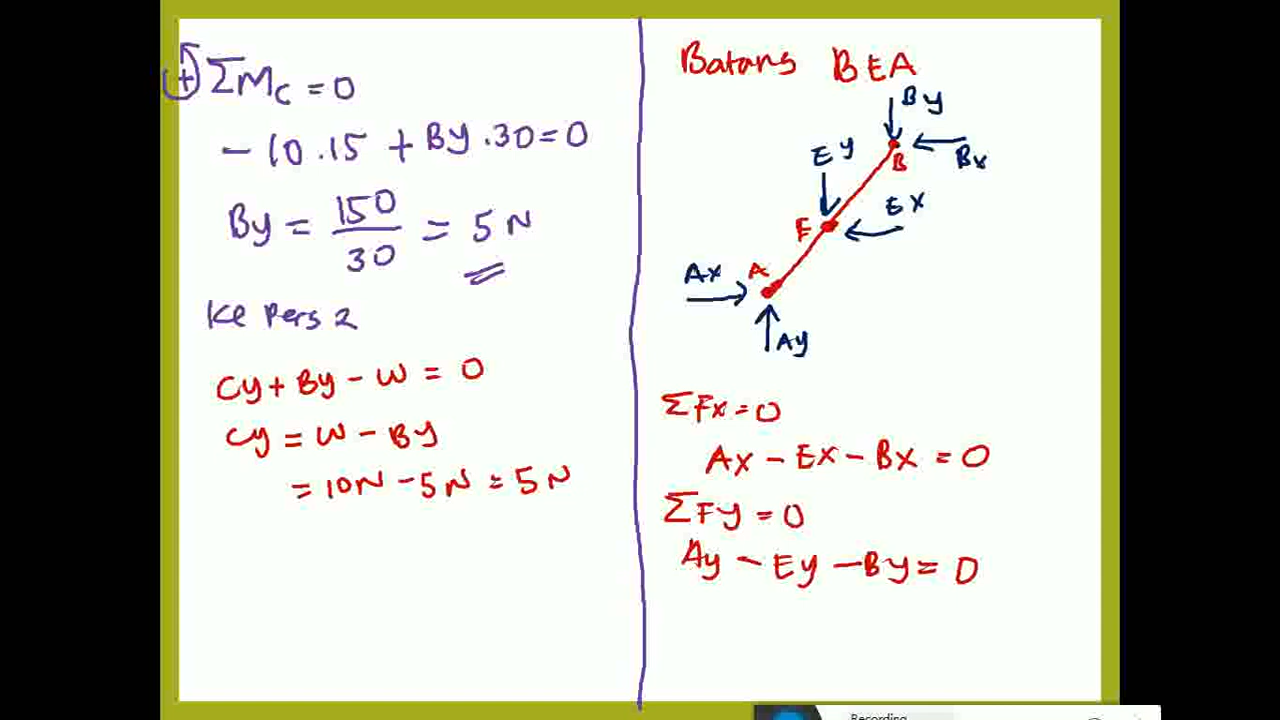 + ΣMC = 0
- 10.15 + By .30 = 0
By = 150/30 = 5 N
Ke Pers 2
Cy + By - W = 0
Cy = W - By
= 10N - 5N = 5N
Batang BEA
By
B
Bx
Ey
Ex
E
A
Ax
Ay
ΣFx = 0
Ax - Ex - Bx = 0
ΣFy = 0
Ay - Ey - By = 0
Recording